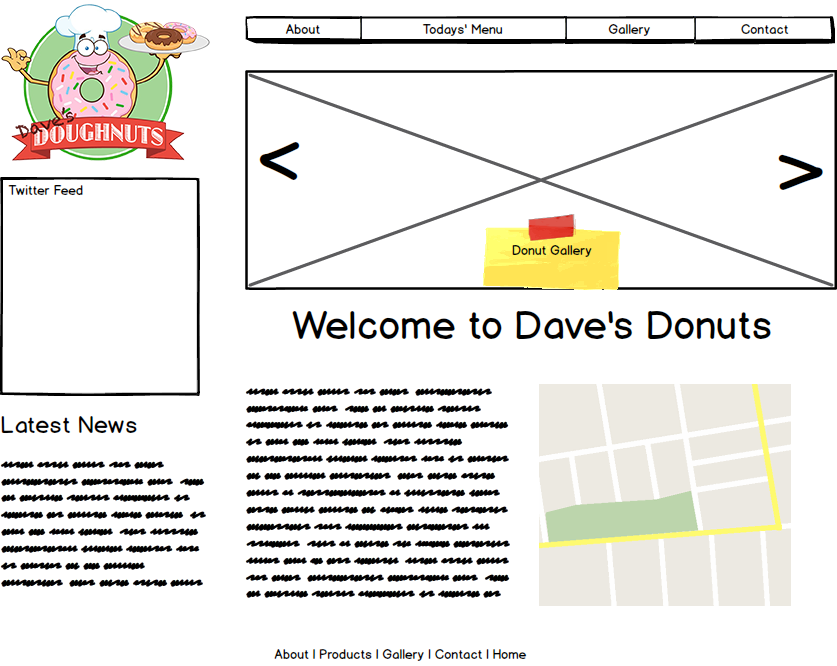 About Todays' Menu Gallery Contact
Dave's
DOUGHNUTS
< >
Donut Gallery
Twitter Feed
Welcome to Dave's Donuts
Latest News
About | Products | Gallery | Contact | Home